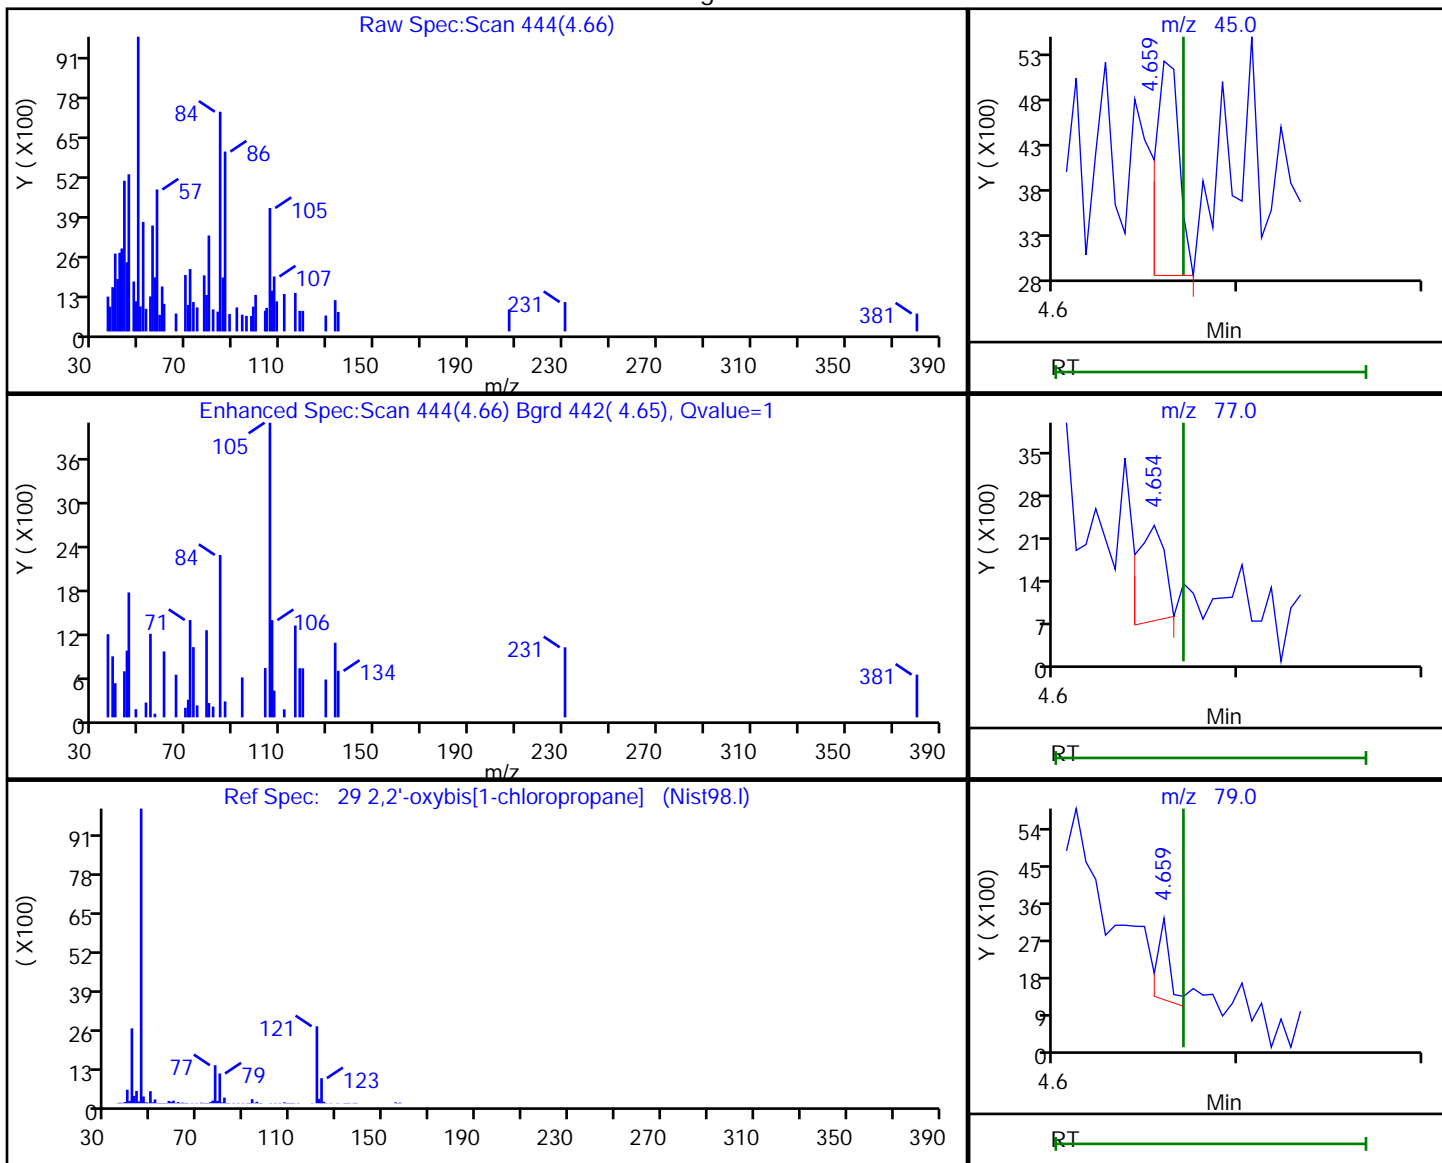 Raw Spec:Scan 444(4.66)
Y ( X100)
91
78
65
52
39
26
13
0
84
86
57
105
107
231
381
30 70 110 150 190 230 270 310 350 390
m/z
m/z 45.0
Y ( X100)
53
48
43
38
33
28
4.659
4.6
Min
RT
Enhanced Spec:Scan 444(4.66) Bgrd 442( 4.65), Qvalue=1
Y ( X100)
36
30
24
18
12
6
0
105
84
71
106
134
231
381
30 70 110 150 190 230 270 310 350 390
m/z
m/z 77.0
Y ( X100)
35
28
21
14
7
0
4.654
4.6
Min
RT
Ref Spec: 29 2,2'-oxybis[1-chloropropane] (Nist98.l)
( X100)
91
78
65
52
39
26
13
0
121
77
79
123
30 70 110 150 190 230 270 310 350 390
m/z 79.0
Y ( X100)
54
45
36
27
18
9
0
4.659
4.6
Min
RT